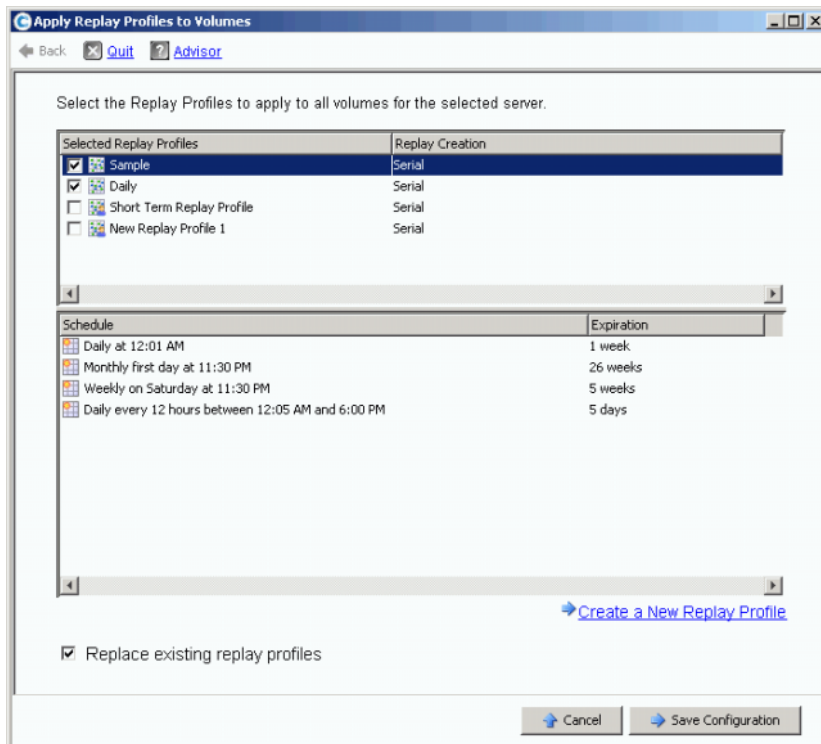 Apply Replay Profiles to Volumes
Back Quit ? Advisor
Select the Replay Profiles to apply to all volumes for the selected server.
Selected Replay Profiles Replay Creation
Sample Serial
Daily Serial
Short Term Replay Profile Serial
New Replay Profile 1 Serial
Schedule Expiration
Daily at 12:01 AM 1 week
Monthly first day at 11:30 PM 26 weeks
Weekly on Saturday at 11:30 PM 5 weeks
Daily every 12 hours between 12:05 AM and 6:00 PM 5 days
Create a New Replay Profile
Replace existing replay profiles
Cancel Save Configuration